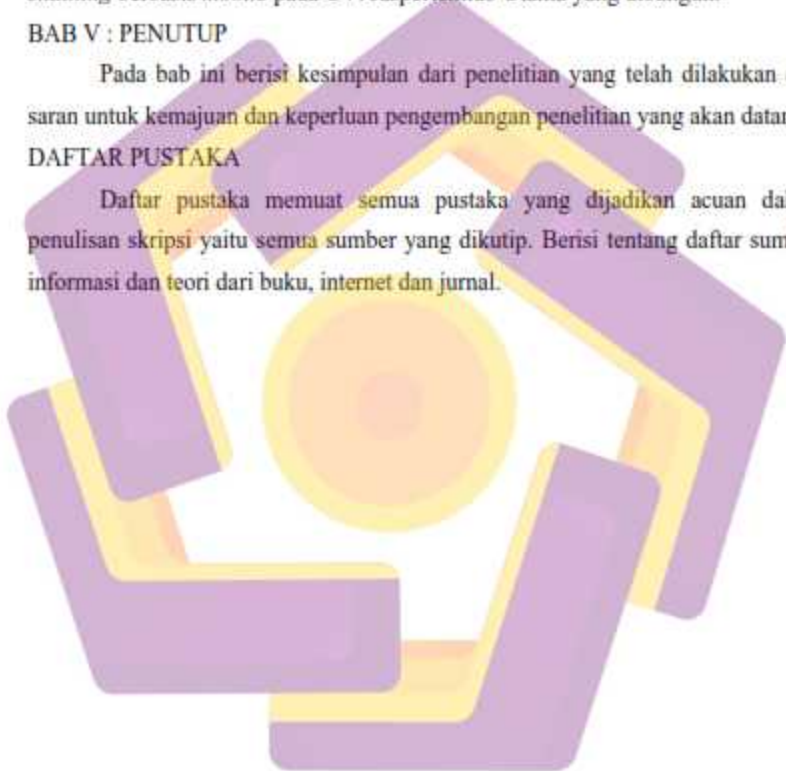 BAB V : PENUTUP
Pada bab ini berisi kesimpulan dari penelitian yang telah dilakukan
saran untuk kemajuan dan keperluan pengembangan penelitian yang akan datan
DAFTAR PUSTAKA
Daftar pustaka memuat semua pustaka yang dijadikan acuan dal
penulisan skripsi yaitu semua sumber yang dikutip. Berisi tentang daftar sum
informasi dan teori dari buku, internet dan jurnal.